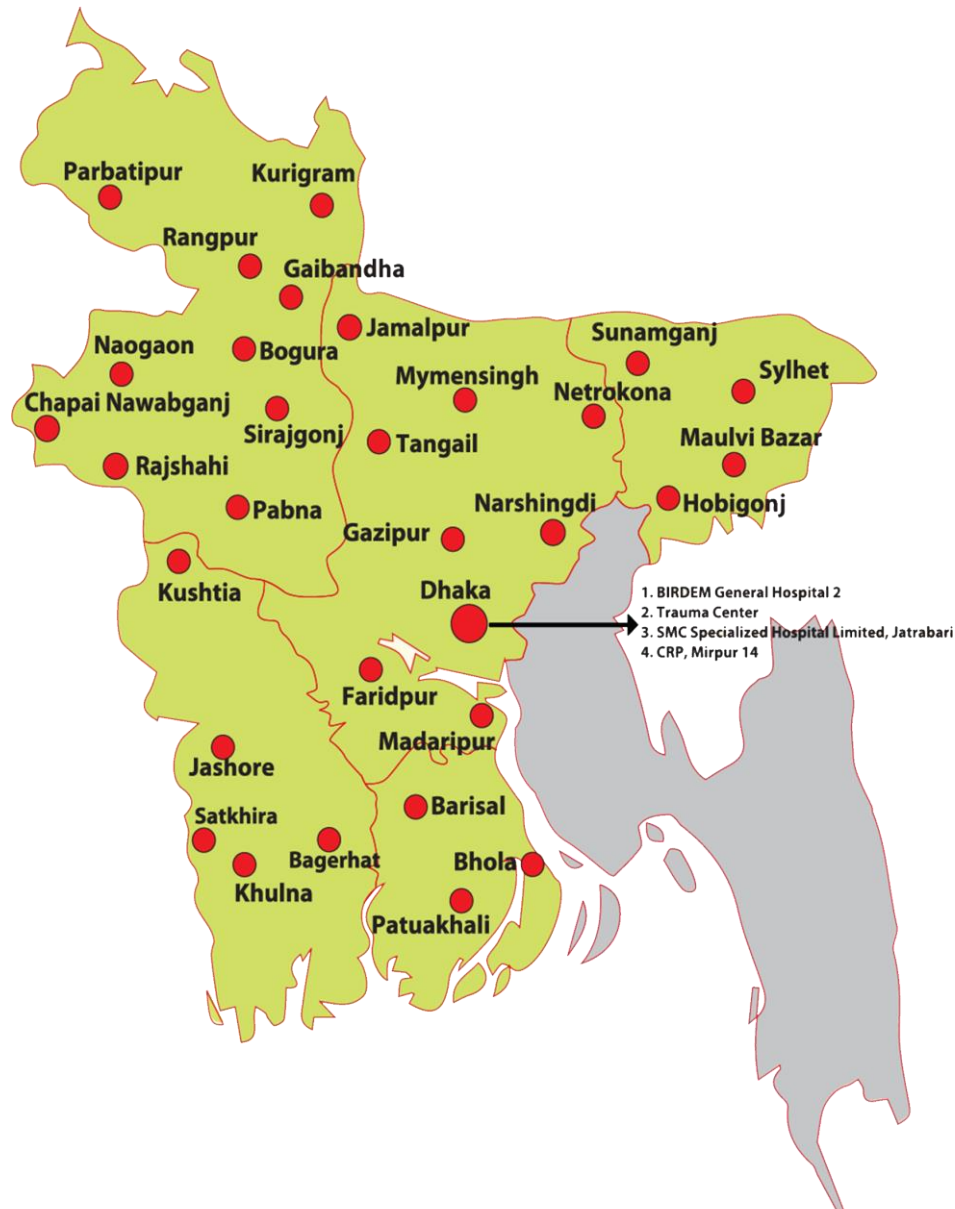 Parbatipur
Kurigram
Rangpur
Gaibandha
Jamalpur
Sunamganj
Naogaon
Bogura
Mymensingh
Netrokona
Sylhet
Chapai Nawabganj
Sirajgonj
Tangail
Maulvi Bazar
Rajshahi
Pabna
Narshingdi
Hobigonj
Gazipur
Kushtia
Dhaka
1. BIRDEM General Hospital 2
2. Trauma Center
3. SMC Specialized Hospital Limited, Jatrabari
4. CRP, Mirpur 14
Faridpur
Madaripur
Jashore
Barisal
Satkhira
Bagerhat
Bhola
Khulna
Patuakhali